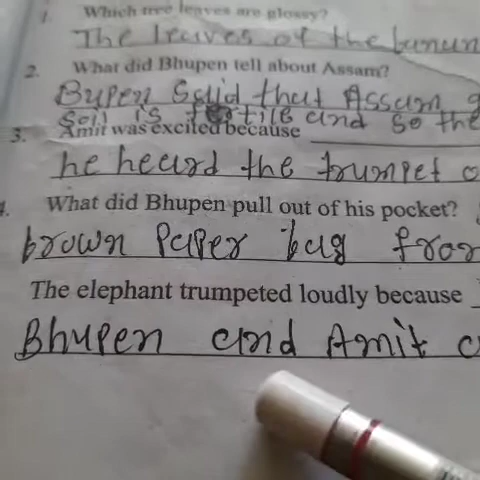 1. Which tree leaves are glossy?
The leaves of the banan
2. What did Bhupen tell about Assam?
Bupen Said that Assam
Soil is fertile and so the
3. Amit was excited because
he heard the trumpet o
4. What did Bhupen pull out of his pocket?
brown Paper bag from
The elephant trumpeted loudly because
Bhupen and Amit